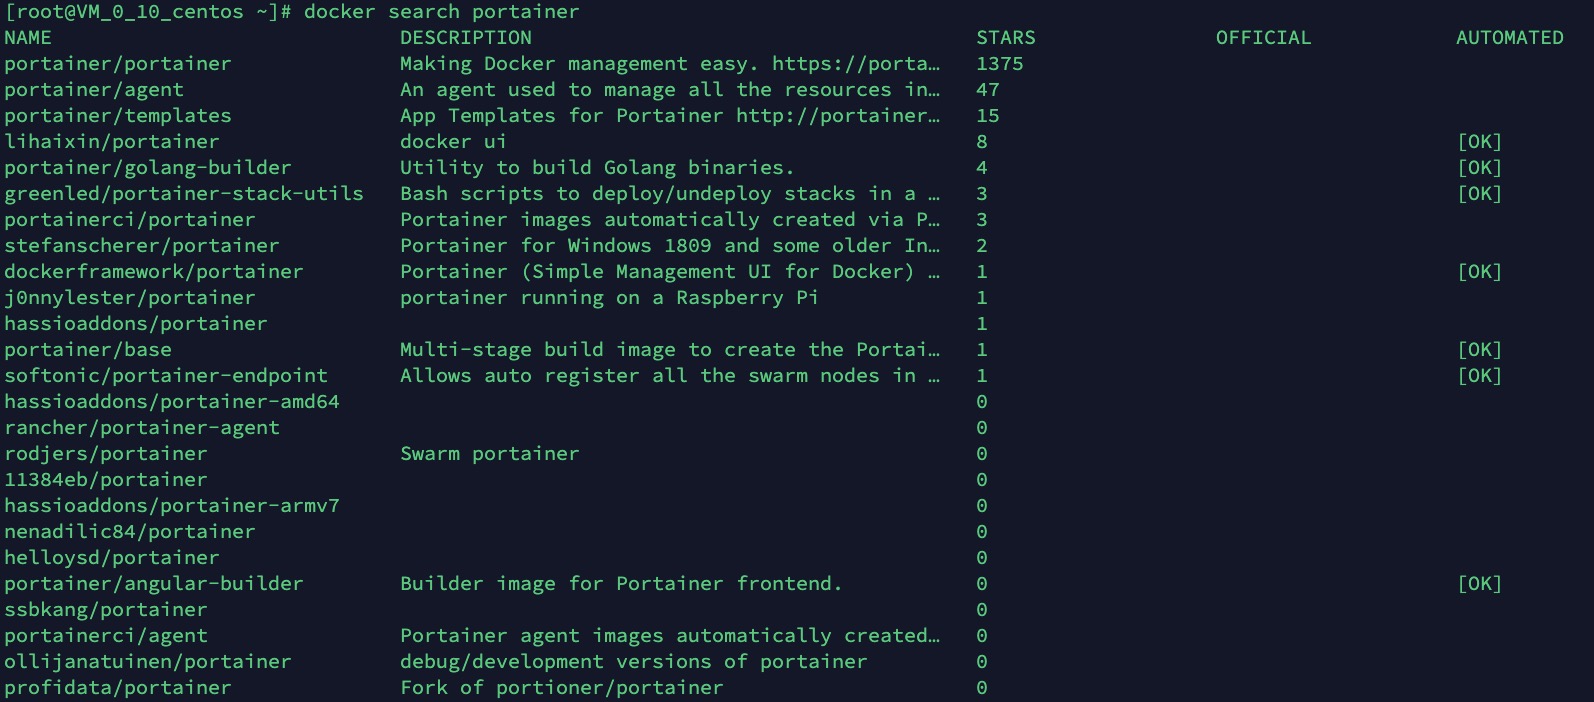 [root@VM_0_10_centos ~]# docker search portainer
NAME DESCRIPTION STARS OFFICIAL AUTOMATED
portainer/portainer Making Docker management easy. https://porta… 1375
portainer/agent An agent used to manage all the resources in… 47
portainer/templates App Templates for Portainer http://portainer… 15
lihaixin/portainer docker ui 8 [OK]
portainer/golang-builder Utility to build Golang binaries. 4 [OK]
greenled/portainer-stack-utils Bash scripts to deploy/undeploy stacks in a … 3 [OK]
portainerci/portainer Portainer images automatically created via P… 3
stefanscherer/portainer Portainer for Windows 1809 and some older In… 2
dockerframework/portainer Portainer (Simple Management UI for Docker) … 1 [OK]
j0nnylester/portainer portainer running on a Raspberry Pi 1
hassioaddons/portainer 1
portainer/base Multi-stage build image to create the Portai… 1 [OK]
softonic/portainer-endpoint Allows auto register all the swarm nodes in … 1 [OK]
hassioaddons/portainer-amd64 0
rancher/portainer-agent 0
rodjers/portainer Swarm portainer 0
11384eb/portainer 0
hassioaddons/portainer-armv7 0
nenadilic84/portainer 0
helloysd/portainer 0
portainer/angular-builder Builder image for Portainer frontend. 0 [OK]
ssbkang/portainer 0
portainerci/agent Portainer agent images automatically created… 0
ollijanatuinen/portainer debug/development versions of portainer 0
profidata/portainer Fork of portioner/portainer 0